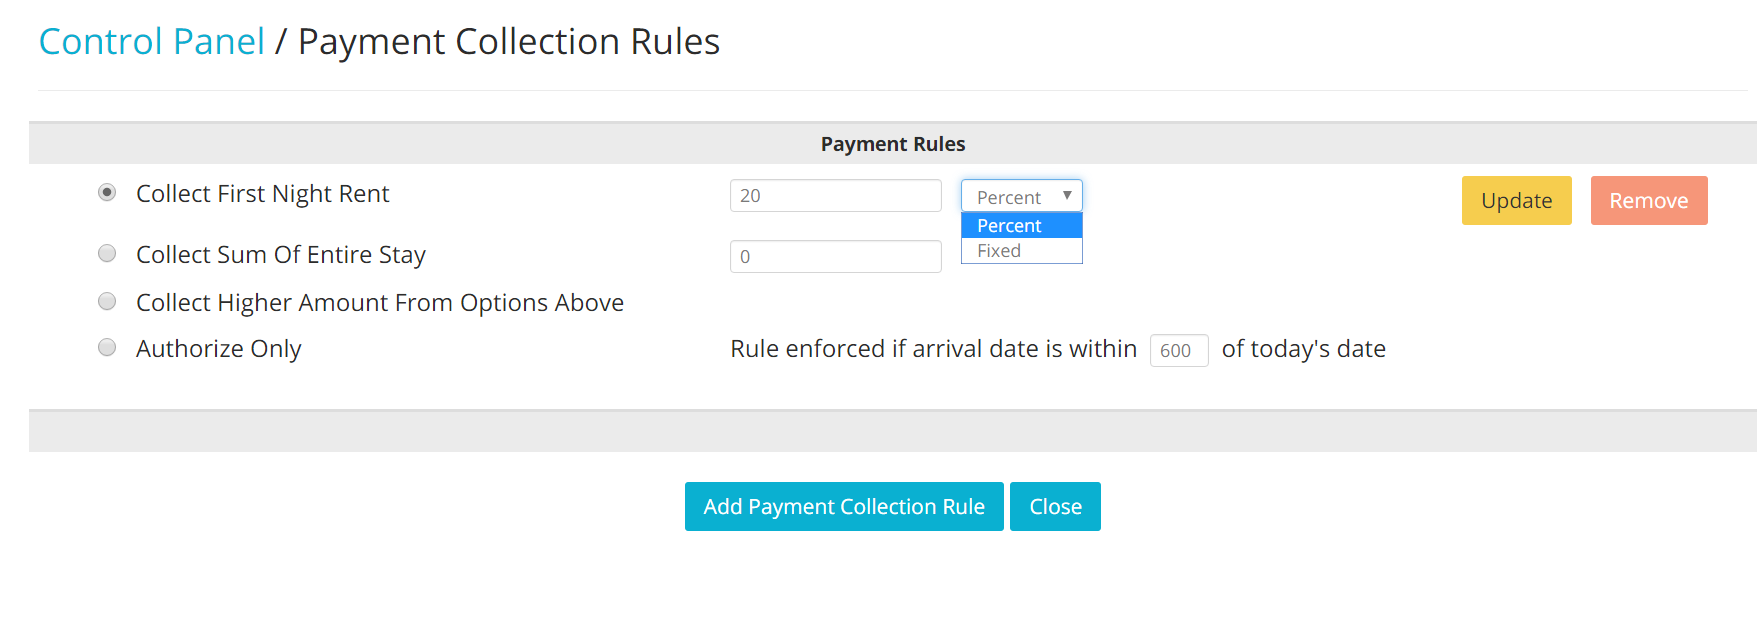 Control Panel / Payment Collection Rules
Payment Rules
Collect First Night Rent 20 Percent Update Remove
Percent
Collect Sum Of Entire Stay 0 Fixed
Collect Higher Amount From Options Above
Authorize Only Rule enforced if arrival date is within 600 of today's date
Add Payment Collection Rule Close